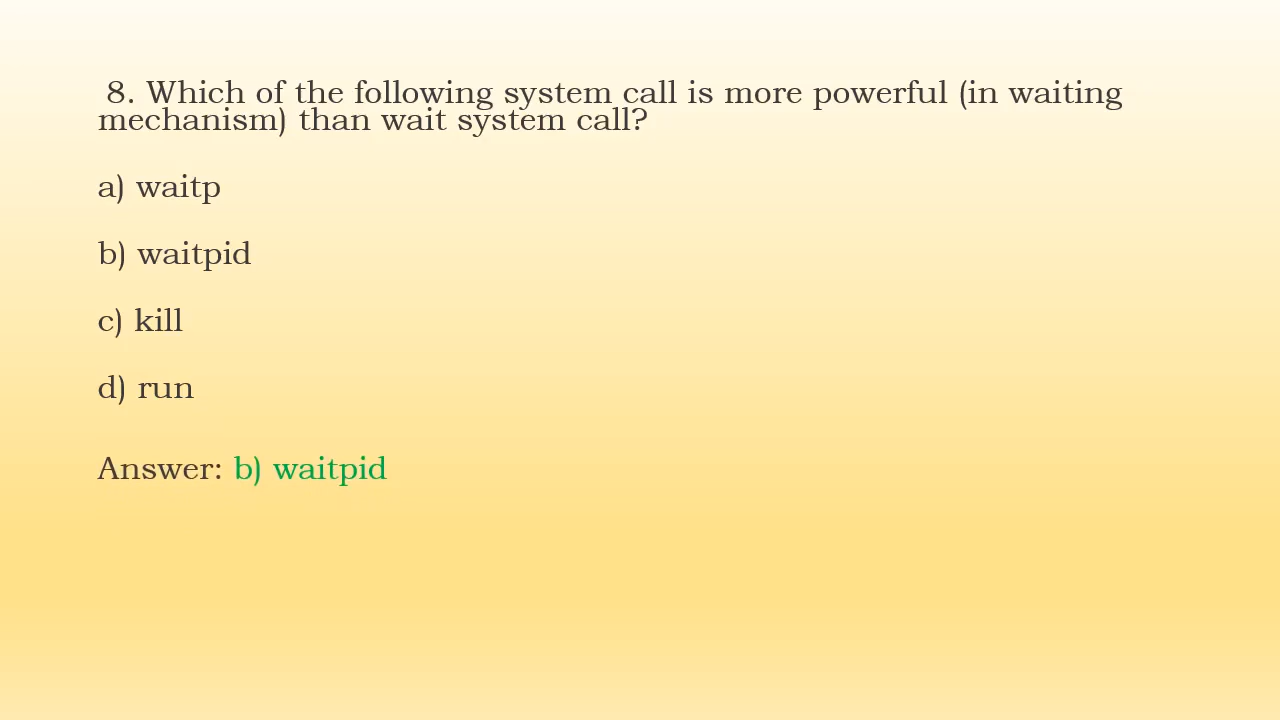 8. Which of the following system call is more powerful (in waiting
mechanism) than wait system call?
a) waitp
b) waitpid
c) kill
d) run
Answer: b) waitpid